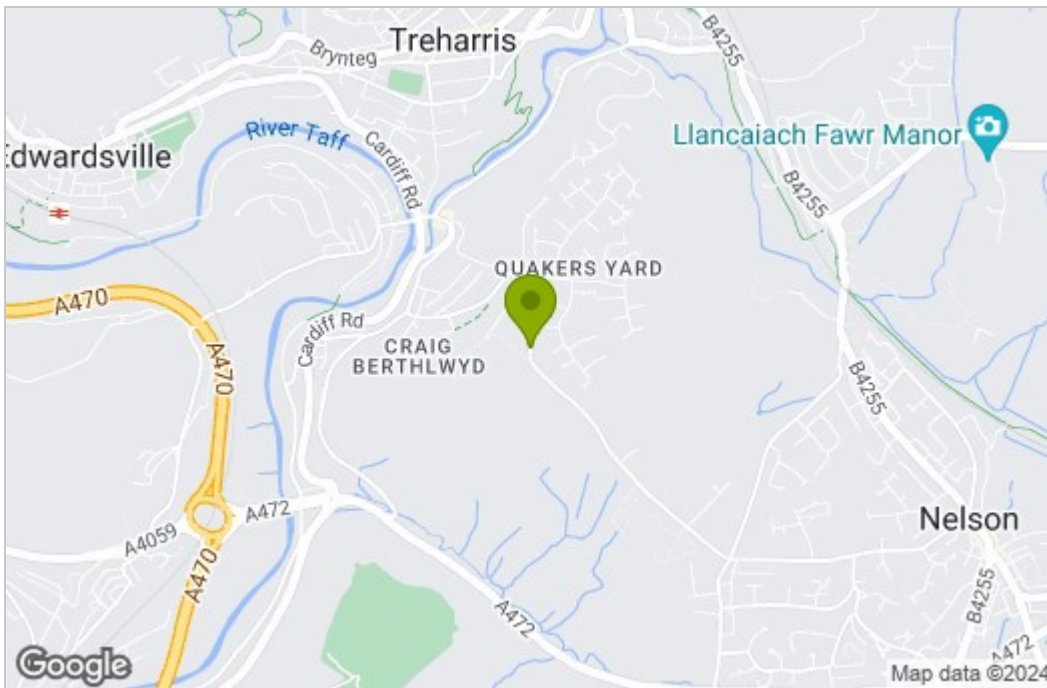 Treharris
Brynteg
B4255
River Taff
Cardiff Rd
Llancaiach Fawr Manor
Edwardsville
B4255
QUAKERS YARD
A470
Cardiff Rd
A470
CRAIG
BERTHLWYD
B4255
A472
A4059
Nelson
A470
B4255
A472
A472
Google
Map data ©2024